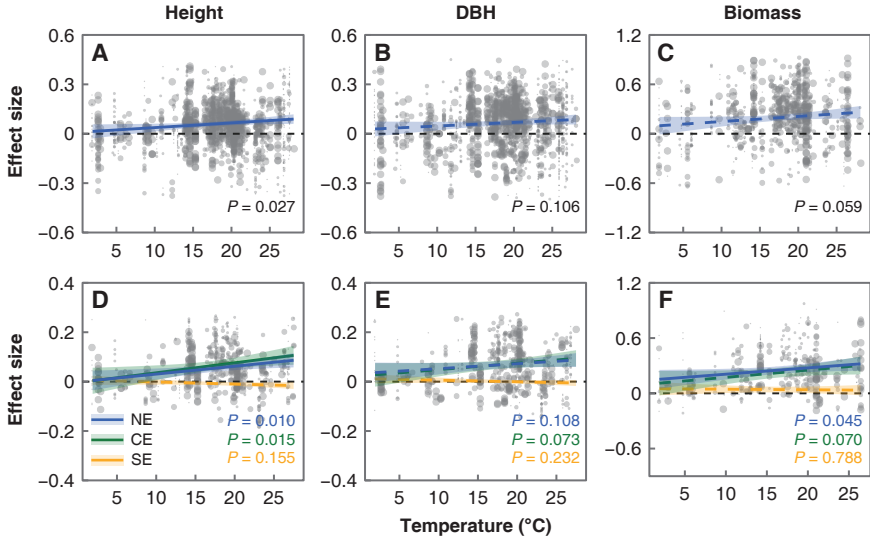 Height
DBH
Biomass
A
B
C
Effect size
0.6
0.3
0
−0.3
−0.6
0.6
0.3
0
−0.3
−0.6
1.2
0.6
0
−0.6
−1.2
P = 0.027
P = 0.106
P = 0.059
5 10 15 20 25
5 10 15 20 25
5 10 15 20 25
D
E
F
Effect size
0.4
0.2
0
−0.2
−0.4
0.4
0.2
0
−0.2
−0.4
1.2
0.6
0
−0.6
NE
CE
SE
P = 0.010
P = 0.015
P = 0.155
P = 0.108
P = 0.073
P = 0.232
P = 0.045
P = 0.070
P = 0.788
5 10 15 20 25
5 10 15 20 25
5 10 15 20 25
Temperature (°C)